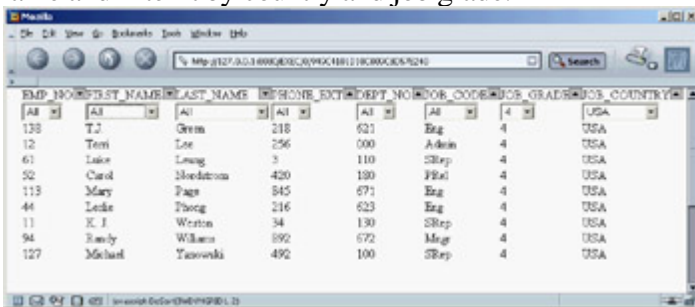 Mozilla
File Edit View Go Bookmarks Tools Window Help
Search
EMP_NO FIRST_NAME LAST_NAME PHONE_EXT DEPT_NO JOB_CODE JOB_GRADE JOB_COUNTRY
All All All All All All 4 USA
138 T.J. Green 218 621 Eng 4 USA
12 Terri Lee 256 000 Admin 4 USA
61 Luke Leung 3 110 SRep 4 USA
52 Carol Nordstrom 420 180 PRel 4 USA
113 Mary Page 845 671 Eng 4 USA
44 Leslie Phong 216 623 Eng 4 USA
11 K. J. Weston 34 130 SRep 4 USA
94 Randy Williams 892 672 Mngr 4 USA
127 Michael Yanowski 492 100 SRep 4 USA